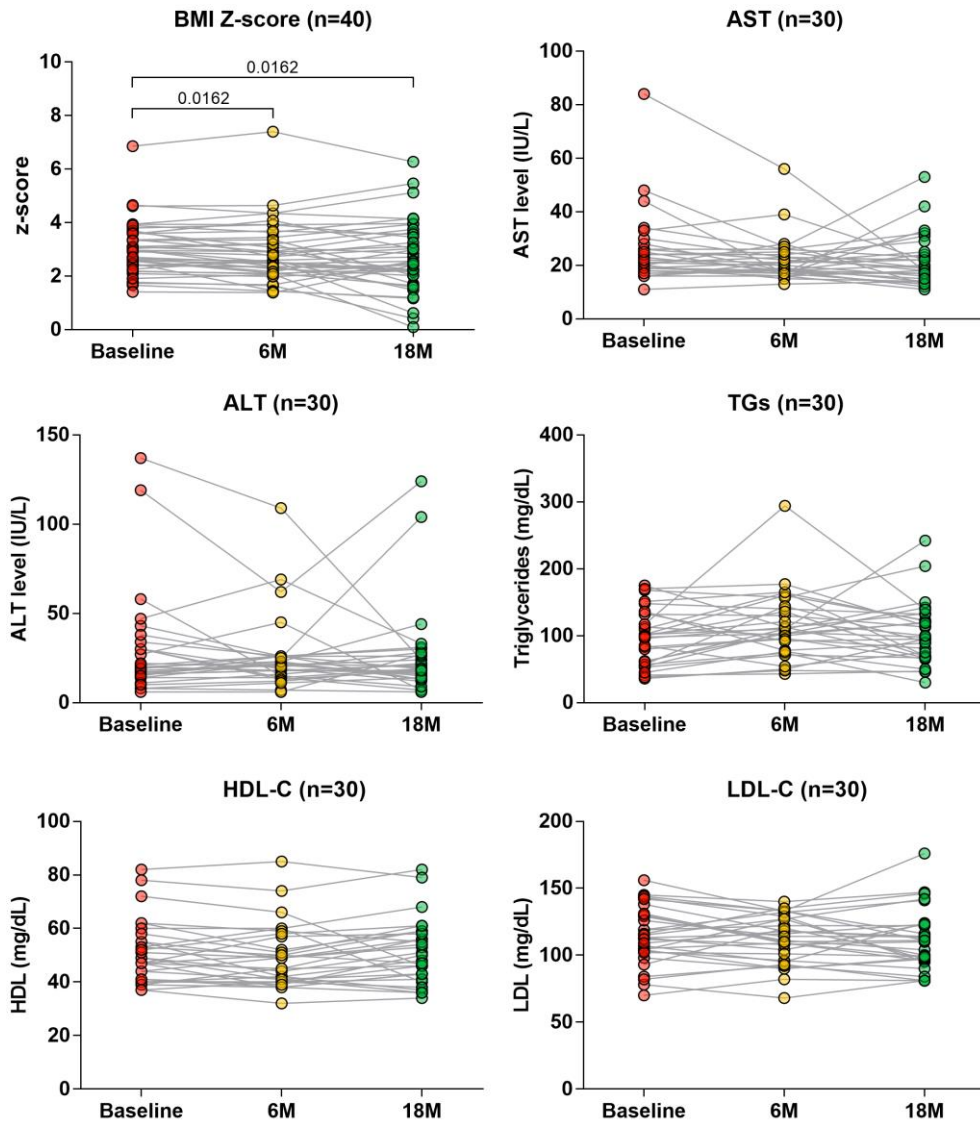 BMI Z-score (n=40)
z-score
10
8
6
4
2
0
0.0162
0.0162
Baseline 6M 18M
AST (n=30)
AST level (IU/L)
100
80
60
40
20
0
Baseline 6M 18M
ALT (n=30)
ALT level (IU/L)
150
100
50
0
Baseline 6M 18M
TGs (n=30)
Triglycerides (mg/dL)
400
300
200
100
0
Baseline 6M 18M
HDL-C (n=30)
HDL (mg/dL)
100
80
60
40
20
0
Baseline 6M 18M
LDL-C (n=30)
LDL (mg/dL)
200
150
100
50
0
Baseline 6M 18M